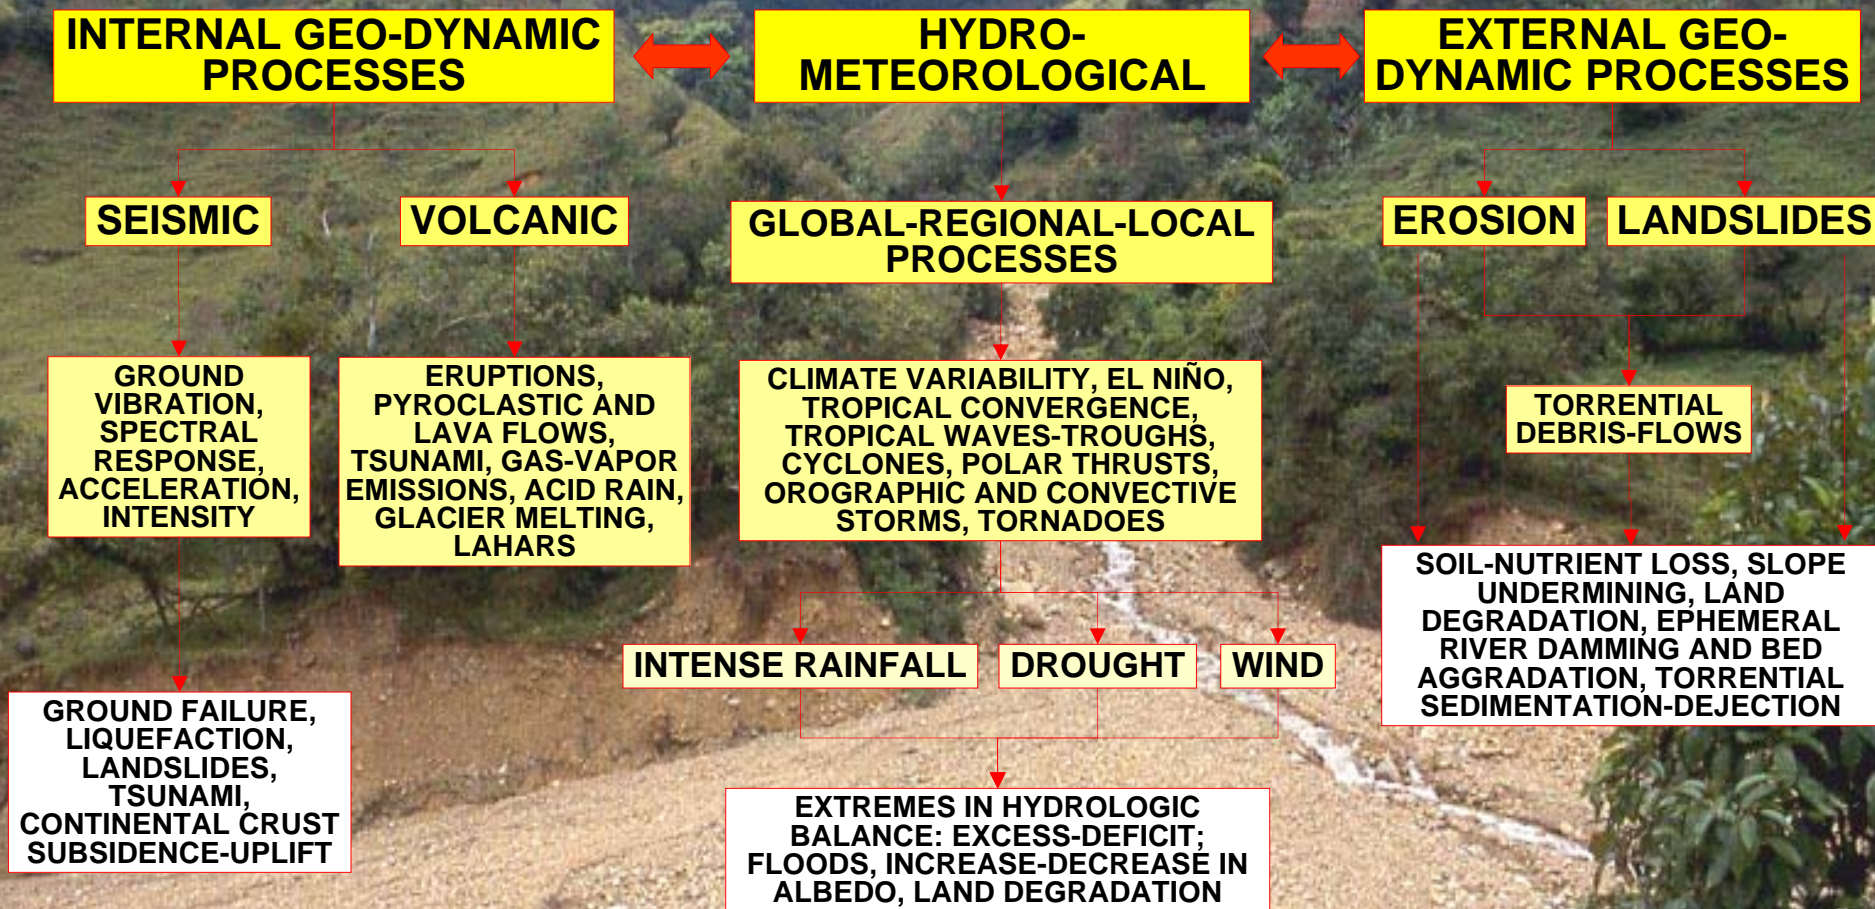 INTERNAL GEO-DYNAMIC
PROCESSES
HYDRO-
METEOROLOGICAL
EXTERNAL GEO-
DYNAMIC PROCESSES
SEISMIC
VOLCANIC
GLOBAL-REGIONAL-LOCAL
PROCESSES
EROSION
LANDSLIDES
GROUND
VIBRATION,
SPECTRAL
RESPONSE,
ACCELERATION,
INTENSITY
ERUPTIONS,
PYROCLASTIC AND
LAVA FLOWS,
TSUNAMI, GAS-VAPOR
EMISSIONS, ACID RAIN,
GLACIER MELTING,
LAHARS
CLIMATE VARIABILITY, EL NIÑO,
TROPICAL CONVERGENCE,
TROPICAL WAVES-TROUGHS,
CYCLONES, POLAR THRUSTS,
OROGRAPHIC AND CONVECTIVE
STORMS, TORNADOES
TORRENTIAL
DEBRIS-FLOWS
SOIL-NUTRIENT LOSS, SLOPE
UNDERMINING, LAND
DEGRADATION, EPHEMERAL
RIVER DAMMING AND BED
AGGRADATION, TORRENTIAL
SEDIMENTATION-DEJECTION
INTENSE RAINFALL
DROUGHT
WIND
GROUND FAILURE,
LIQUEFACTION,
LANDSLIDES,
TSUNAMI,
CONTINENTAL CRUST
SUBSIDENCE-UPLIFT
EXTREMES IN HYDROLOGIC
BALANCE: EXCESS-DEFICIT;
FLOODS, INCREASE-DECREASE IN
ALBEDO, LAND DEGRADATION